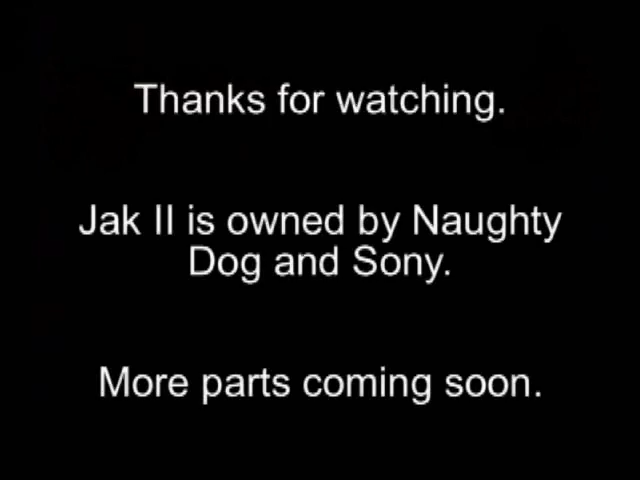 Thanks for watching.
Jak II is owned by Naughty
Dog and Sony.
More parts coming soon.